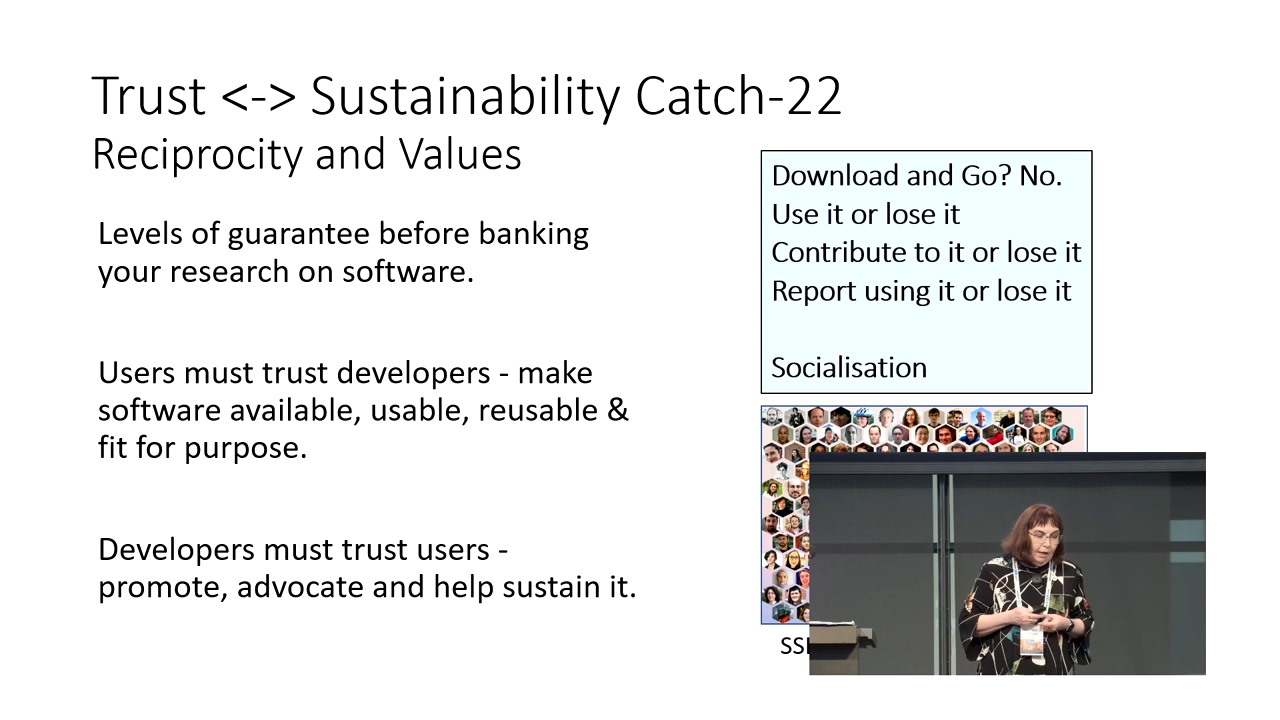 Trust <-> Sustainability Catch-22
Reciprocity and Values
Levels of guarantee before banking
your research on software.
Users must trust developers - make
software available, usable, reusable &
fit for purpose.
Developers must trust users -
promote, advocate and help sustain it.
Download and Go? No.
Use it or lose it
Contribute to it or lose it
Report using it or lose it
Socialisation